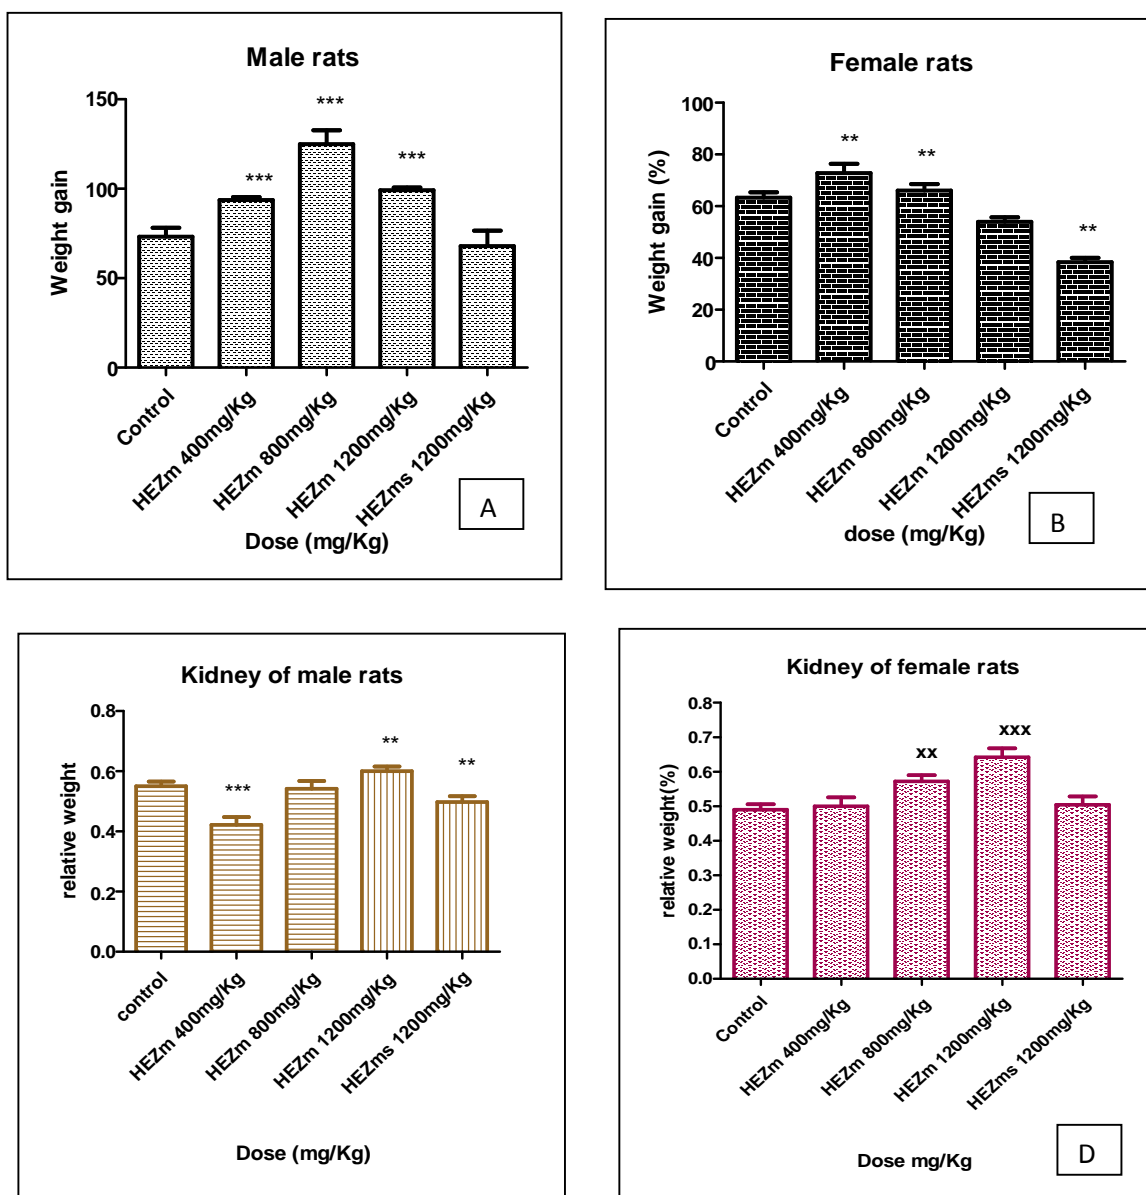 Male rats
Weight gain
150
100
50
0
***
***
***
Control
HEZm 400mg/Kg
HEZm 800mg/Kg
HEZm 1200mg/Kg
HEZms 1200mg/Kg
Dose (mg/Kg)
A
Female rats
Weight gain (%)
100
80
60
40
20
0
**
**
**
Control
HEZm 400mg/Kg
HEZm 800mg/Kg
HEZm 1200mg/Kg
HEZms 1200mg/Kg
dose (mg/Kg)
B
Kidney of male rats
relative weight
0.8
0.6
0.4
0.2
0.0
***
**
**
control
HEZm 400mg/Kg
HEZm 800mg/Kg
HEZm 1200mg/Kg
HEZms 1200mg/Kg
Dose (mg/Kg)
Kidney of female rats
relative weight(%)
0.8
0.7
0.6
0.5
0.4
0.3
0.2
0.1
0.0
xx
xxx
Control
HEZm 400mg/Kg
HEZm 800mg/Kg
HEZm 1200mg/Kg
HEZms 1200mg/Kg
Dose mg/Kg
D